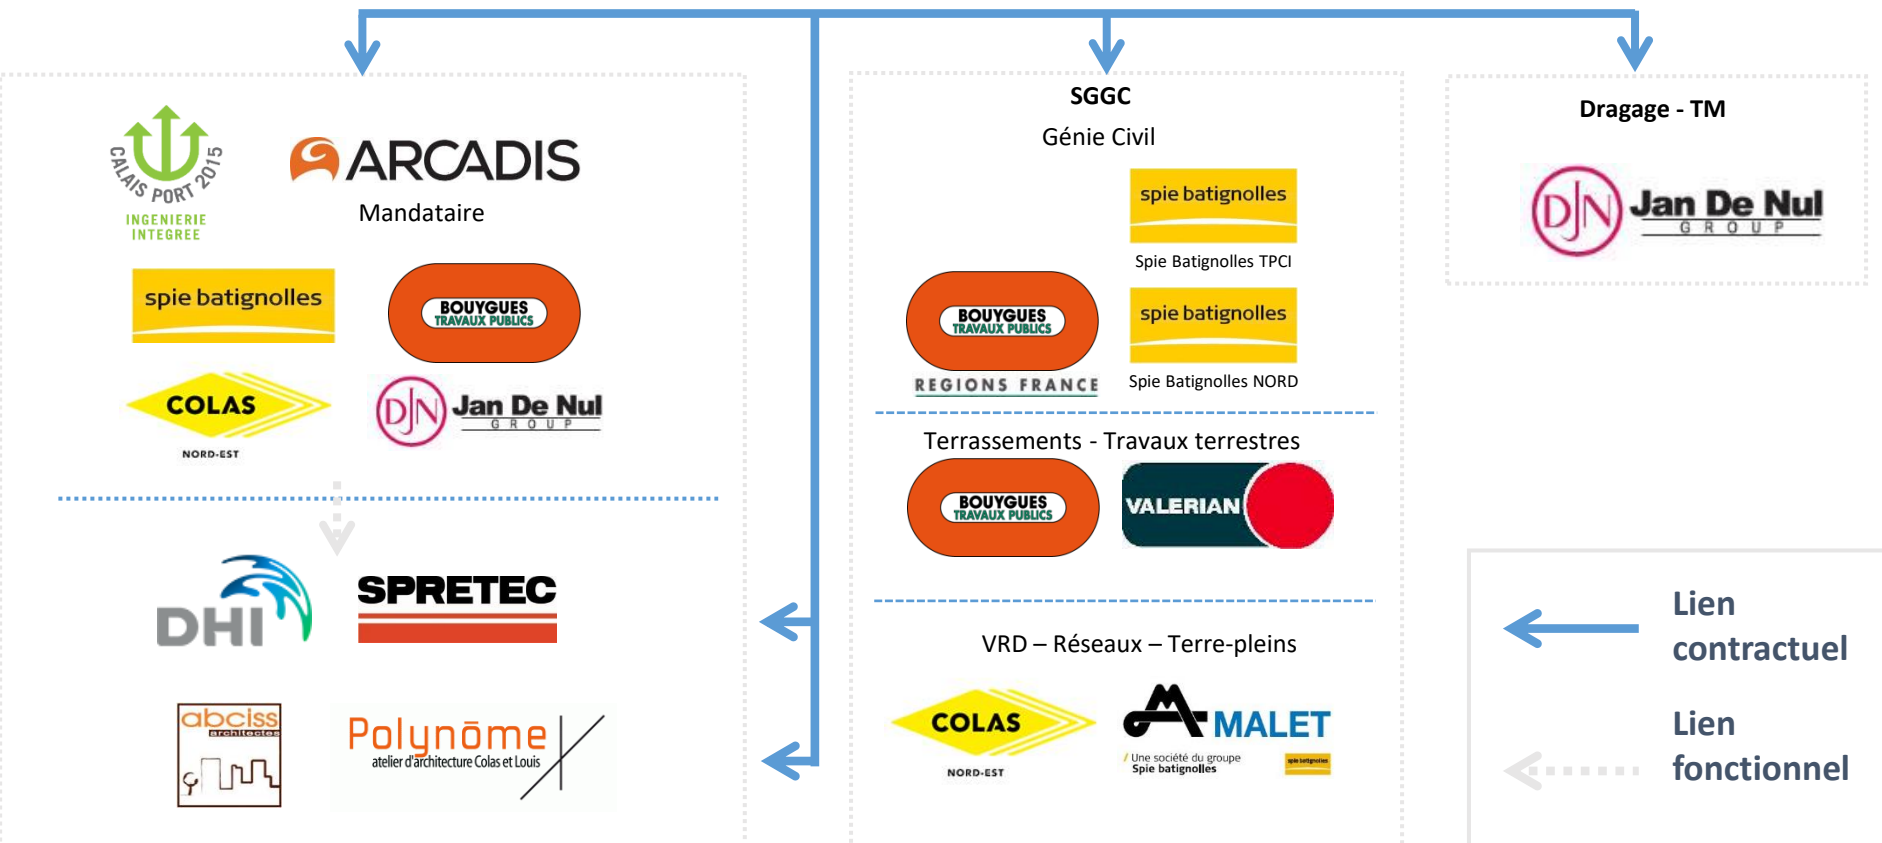 CALAIS PORT 2015
INGENIERIE
INTEGREE
ARCADIS
Mandataire
spie batignolles
BOUYGUES
TRAVAUX PUBLICS
COLAS
NORD-EST
DJN Jan De Nul
GROUP
DHI
SPRETEC
abciss
architectes
Polynōme
atelier d'architecture Colas et Louis
SGGC
Génie Civil
spie batignolles
Spie Batignolles TPCI
BOUYGUES
TRAVAUX PUBLICS
REGIONS FRANCE
spie batignolles
Spie Batignolles NORD
Terrassements - Travaux terrestres
BOUYGUES
TRAVAUX PUBLICS
VALERIAN
VRD – Réseaux – Terre-pleins
COLAS
NORD-EST
MALET
/ Une société du groupe
Spie batignolles
spie batignolles
Dragage - TM
DJN Jan De Nul
GROUP
Lien
contractuel
Lien
fonctionnel